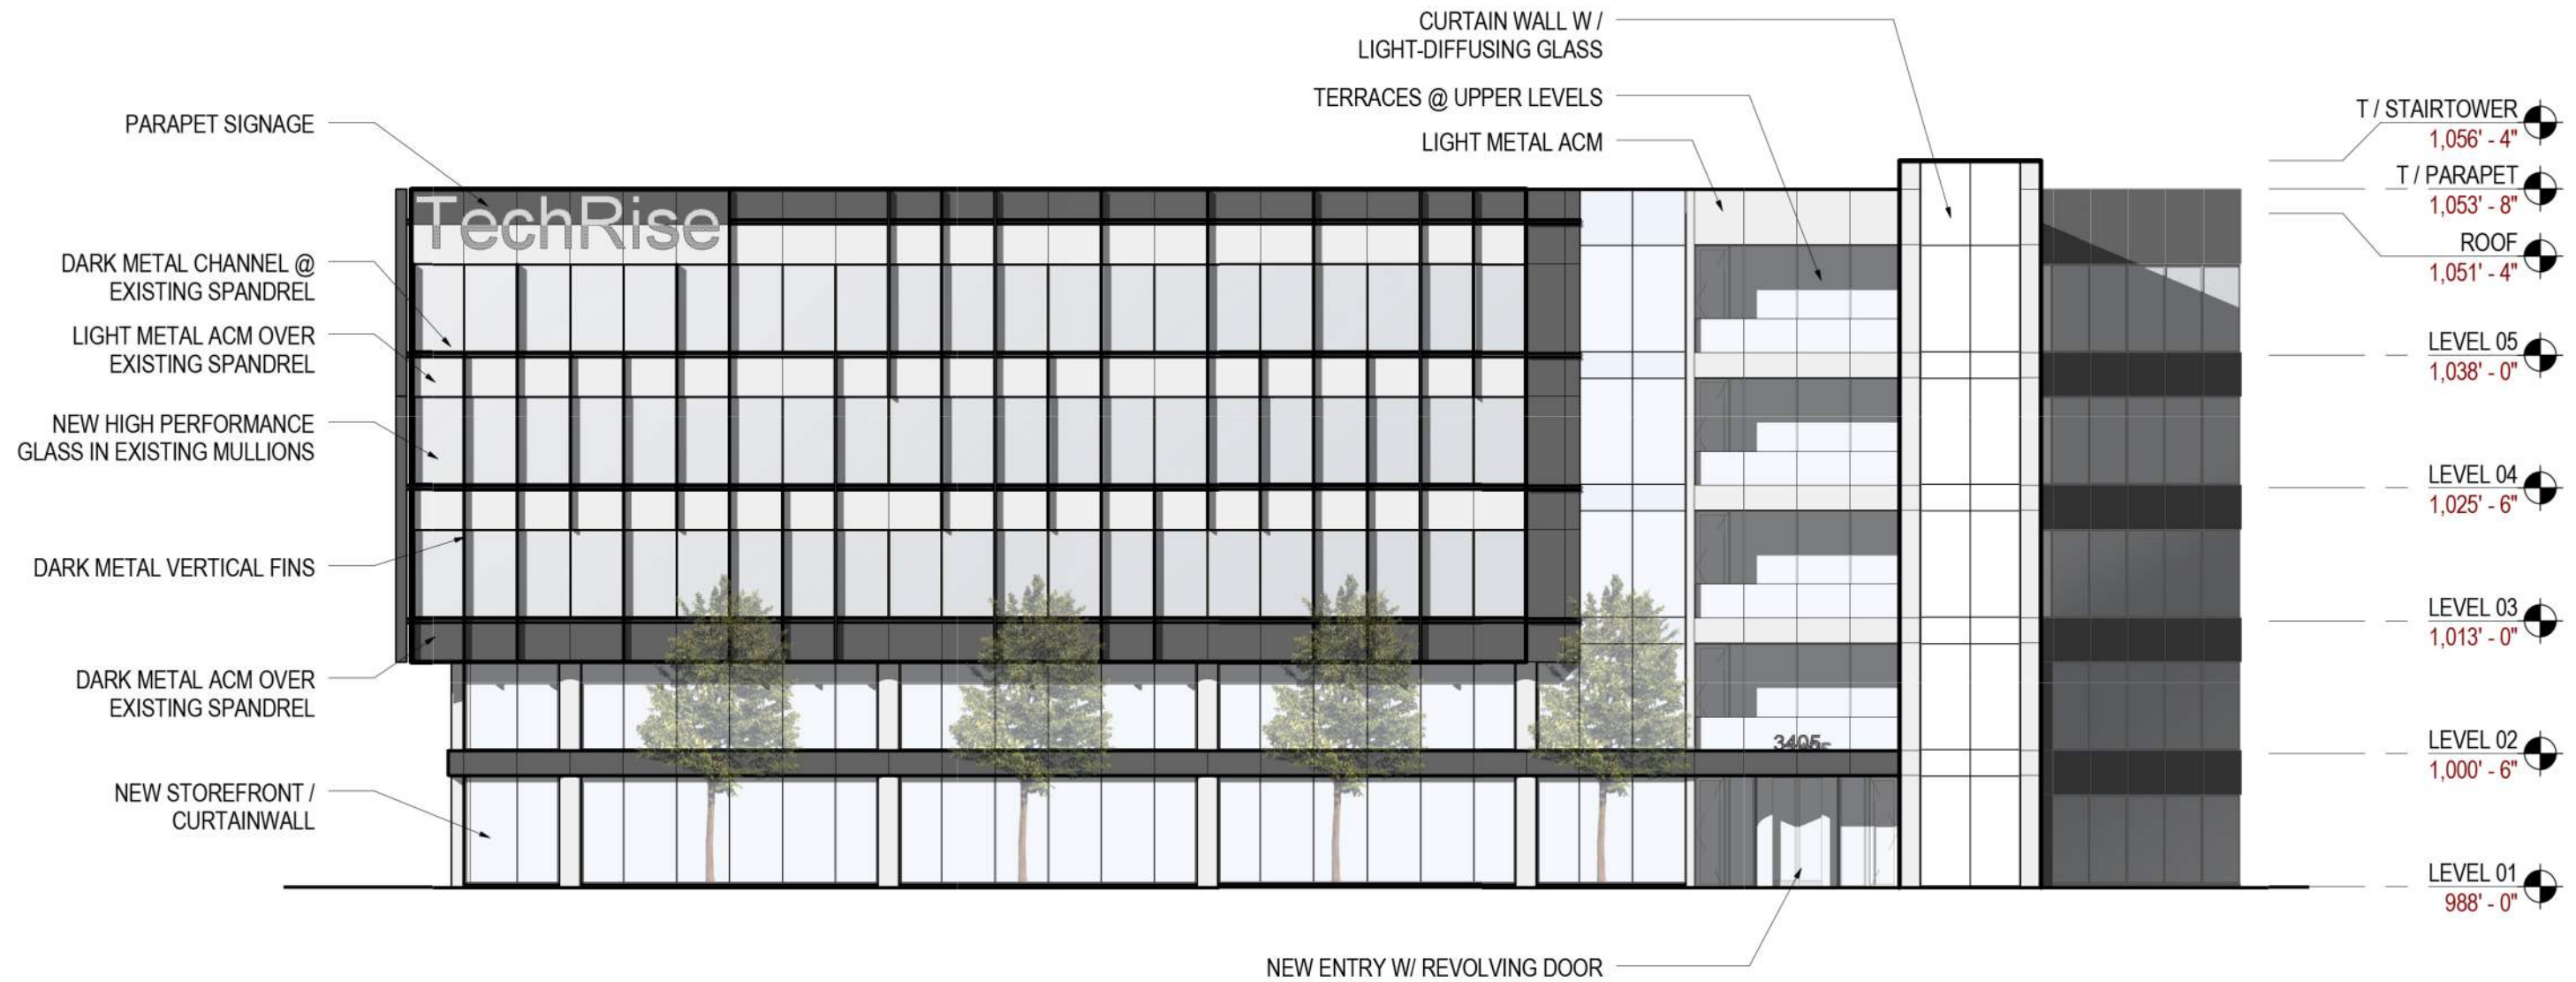 CURTAIN WALL W /
LIGHT-DIFFUSING GLASS
TERRACES @ UPPER LEVELS
LIGHT METAL ACM
PARAPET SIGNAGE
DARK METAL CHANNEL @
EXISTING SPANDREL
LIGHT METAL ACM OVER
EXISTING SPANDREL
NEW HIGH PERFORMANCE
GLASS IN EXISTING MULLIONS
DARK METAL VERTICAL FINS
DARK METAL ACM OVER
EXISTING SPANDREL
NEW STOREFRONT /
CURTAINWALL
TechRise
3405
NEW ENTRY W/ REVOLVING DOOR
T / STAIRTOWER
1,056' - 4"
T / PARAPET
1,053' - 8"
ROOF
1,051' - 4"
LEVEL 05
1,038' - 0"
LEVEL 04
1,025' - 6"
LEVEL 03
1,013' - 0"
LEVEL 02
1,000' - 6"
LEVEL 01
988' - 0"